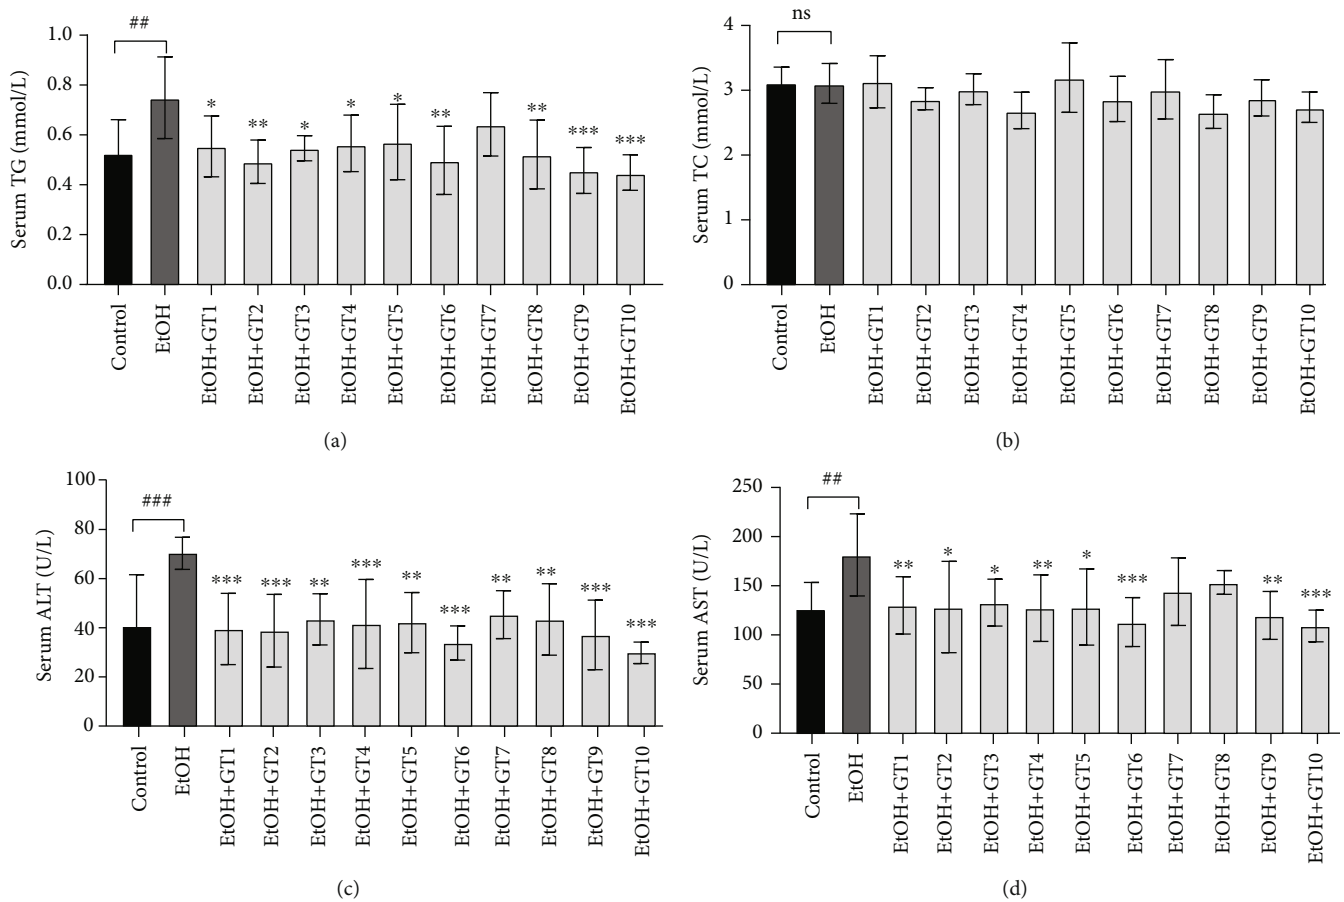 ##
1.0
0.8
0.6
0.4
0.2
0.0
Serum TG (mmol/L)
* ** * * * ** ** *** ***
Control
EtOH
EtOH+GT1
EtOH+GT2
EtOH+GT3
EtOH+GT4
EtOH+GT5
EtOH+GT6
EtOH+GT7
EtOH+GT8
EtOH+GT9
EtOH+GT10
(a)
ns
4
3
2
1
0
Serum TC (mmol/L)
Control
EtOH
EtOH+GT1
EtOH+GT2
EtOH+GT3
EtOH+GT4
EtOH+GT5
EtOH+GT6
EtOH+GT7
EtOH+GT8
EtOH+GT9
EtOH+GT10
(b)
###
100
80
60
40
20
0
Serum ALT (U/L)
*** *** ** *** ** *** ** ** *** ***
Control
EtOH
EtOH+GT1
EtOH+GT2
EtOH+GT3
EtOH+GT4
EtOH+GT5
EtOH+GT6
EtOH+GT7
EtOH+GT8
EtOH+GT9
EtOH+GT10
(c)
##
250
200
150
100
50
0
Serum AST (U/L)
** * * ** * *** ** ***
Control
EtOH
EtOH+GT1
EtOH+GT2
EtOH+GT3
EtOH+GT4
EtOH+GT5
EtOH+GT6
EtOH+GT7
EtOH+GT8
EtOH+GT9
EtOH+GT10
(d)